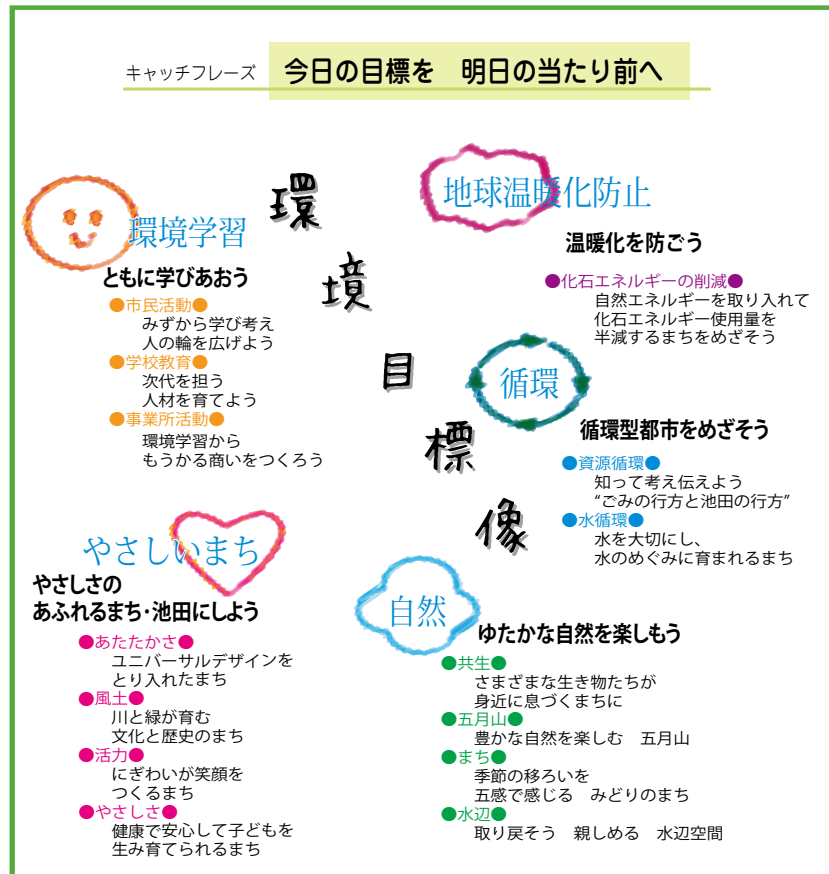 キャッチフレーズ 今日の目標を 明日の当たり前へ
環境目標像
環境学習
ともに学びあおう
●市民活動●
みずから学び考え
人の輪を広げよう
●学校教育●
次代を担う
人材を育てよう
●事業所活動●
環境学習から
もうかる商いをつくろう
地球温暖化防止
温暖化を防ごう
●化石エネルギーの削減●
自然エネルギーを取り入れて
化石エネルギー使用量を
半減するまちをめざそう
循環
循環型都市をめざそう
●資源循環●
知って考え伝えよう
“ごみの行方と池田の行方”
●水循環●
水を大切にし、
水のめぐみに育まれるまち
やさしいまち
やさしさの
あふれるまち・池田にしよう
●あたたかさ●
ユニバーサルデザインを
とり入れたまち
●風土●
川と緑が育む
文化と歴史のまち
●活力●
にぎわいが笑顔を
つくるまち
●やさしさ●
健康で安心して子どもを
生み育てられるまち
自然
ゆたかな自然を楽しもう
●共生●
さまざまな生き物たちが
身近に息づくまちに
●五月山●
豊かな自然を楽しむ 五月山
●まち●
季節の移ろいを
五感で感じる みどりのまち
●水辺●
取り戻そう 親しめる 水辺空間